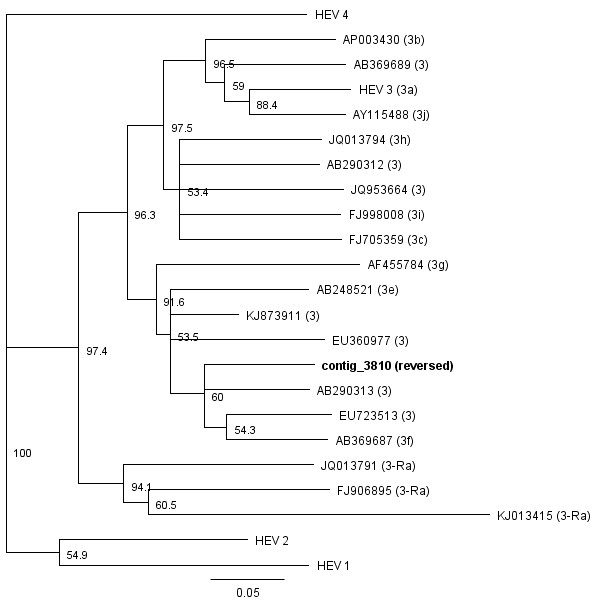 HEV 4
AP003430 (3b)
96.5
AB369689 (3)
59
HEV 3 (3a)
88.4
AY115488 (3j)
97.5
JQ013794 (3h)
AB290312 (3)
53.4
JQ953664 (3)
96.3
FJ998008 (3i)
FJ705359 (3c)
AF455784 (3g)
91.6
AB248521 (3e)
KJ873911 (3)
53.5
EU360977 (3)
97.4
contig_3810 (reversed)
60
AB290313 (3)
EU723513 (3)
54.3
AB369687 (3f)
100
JQ013791 (3-Ra)
94.1
FJ906895 (3-Ra)
60.5
KJ013415 (3-Ra)
HEV 2
54.9
HEV 1
0.05